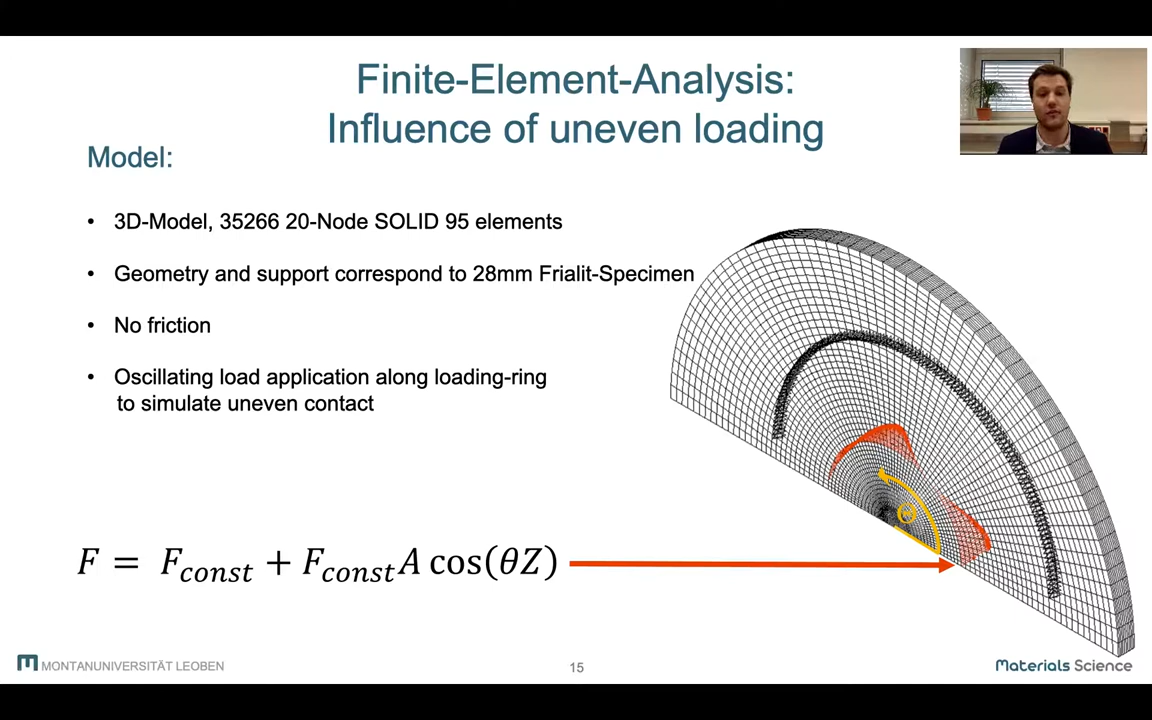 Finite-Element-Analysis:
Influence of uneven loading
Model:
• 3D-Model, 35266 20-Node SOLID 95 elements
• Geometry and support correspond to 28mm Frialit-Specimen
• No friction
• Oscillating load application along loading-ring
to simulate uneven contact
Θ
F = F_const + F_const A cos(θZ)
MONTANUNIVERSITÄT LEOBEN
15
Materials Science